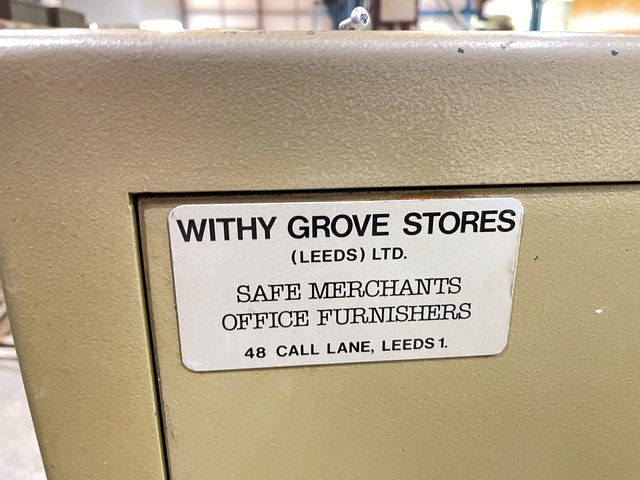 WITHY GROVE STORES
(LEEDS) LTD.
SAFE MERCHANTS
OFFICE FURNISHERS
48 CALL LANE, LEEDS 1.